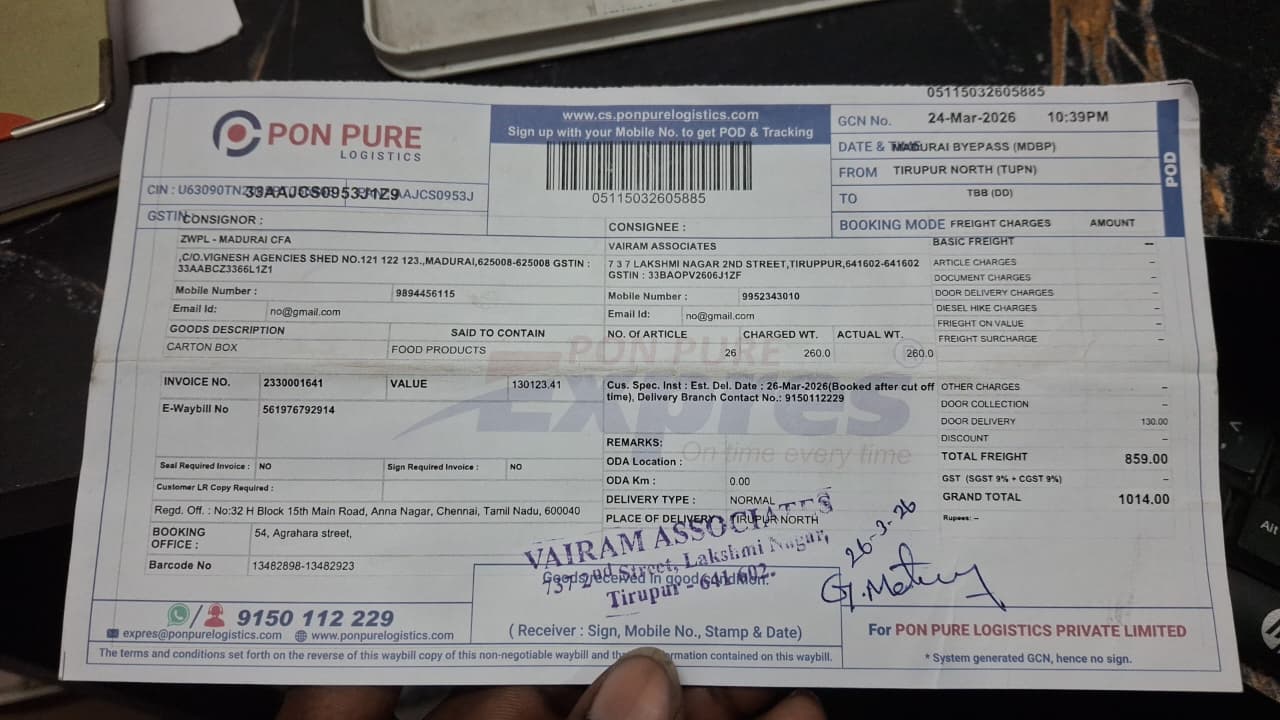 05115032605885
PON PURE
LOGISTICS
www.cs.ponpurelogistics.com
Sign up with your Mobile No. to get POD & Tracking
05115032605885
GCN No. 24-Mar-2026 10:39PM
DATE & MADURAI BYEPASS (MDBP)
FROM TIRUPUR NORTH (TUPN)
TO TBB (DD)
BOOKING MODE FREIGHT CHARGES AMOUNT
POD
CIN : 33AAJCS0953J1Z9 AAJCS0953J
GSTIN
CONSIGNOR :
ZWPL - MADURAI CFA
,C/O.VIGNESH AGENCIES SHED NO.121 122 123.,MADURAI,625008-625008 GSTIN :
33AABCZ3366L1Z1
Mobile Number : 9894456115
Email Id: no@gmail.com
CONSIGNEE :
VAIRAM ASSOCIATES
7 3 7 LAKSHMI NAGAR 2ND STREET,TIRUPPUR,641602-641602
GSTIN : 33BAOPV2606J1ZF
Mobile Number : 9952343010
Email Id: no@gmail.com
GOODS DESCRIPTION SAID TO CONTAIN NO. Of ARTICLE CHARGED WT. ACTUAL WT.
CARTON BOX FOOD PRODUCTS 26 260.0 260.0
PON PURE
Expres
On time every time
INVOICE NO. 2330001641 VALUE 130123.41
E-Waybill No 561976792914
Seal Required Invoice : NO Sign Required Invoice : NO
Customer LR Copy Required :
Regd. Off. : No:32 H Block 15th Main Road, Anna Nagar, Chennai, Tamil Nadu, 600040
BOOKING OFFICE : 54, Agrahara street,
Barcode No 13482898-13482923
Cus. Spec. Inst : Est. Del. Date : 26-Mar-2026(Booked after cut off
time), Delivery Branch Contact No.: 9150112229
REMARKS:
ODA Location :
ODA Km : 0.00
DELIVERY TYPE : NORMAL
PLACE OF DELIVERY TIRUPUR NORTH
BASIC FREIGHT --
ARTICLE CHARGES --
DOCUMENT CHARGES --
DOOR DELIVERY CHARGES --
DIESEL HIKE CHARGES --
FRIEGHT ON VALUE --
FREIGHT SURCHARGE --
OTHER CHARGES --
DOOR COLLECTION --
DOOR DELIVERY 130.00
DISCOUNT --
TOTAL FREIGHT 859.00
GST (SGST 9% + CGST 9%) --
GRAND TOTAL 1014.00
Rupees: --
VAIRAM ASSOCIATES
737 2nd Street, Lakshmi Nagar,
Tirupur - 641 602.
Goods received in good condition.
26-3-26
( Receiver : Sign, Mobile No., Stamp & Date)
9150 112 229
expres@ponpurelogistics.com www.ponpurelogistics.com
For PON PURE LOGISTICS PRIVATE LIMITED
The terms and conditions set forth on the reverse of this waybill copy of this non-negotiable waybill and information contained on this waybill.
* System generated GCN, hence no sign.
Alt